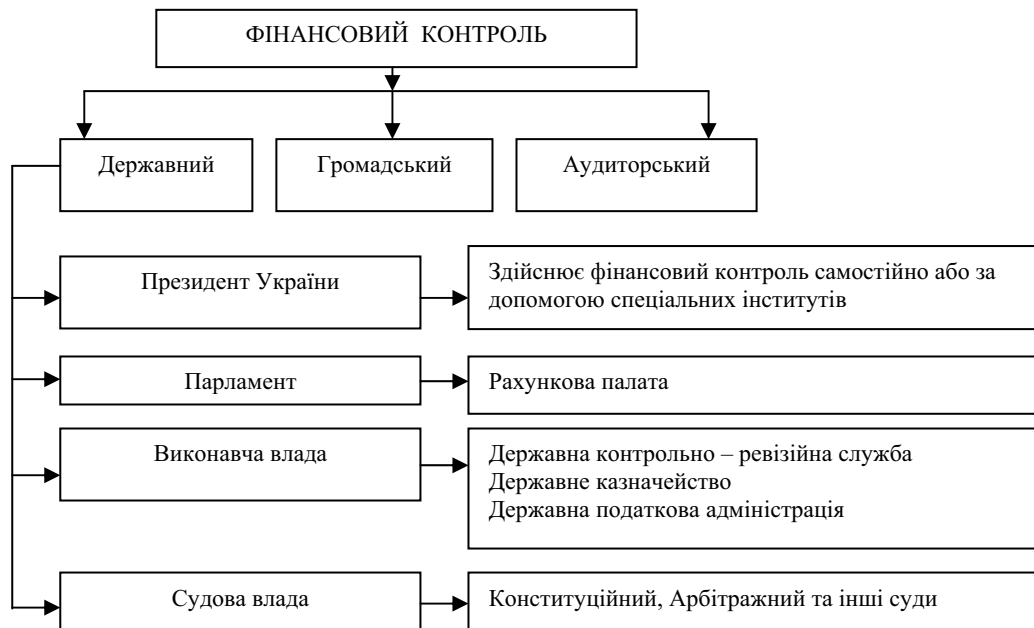 ФІНАНСОВИЙ КОНТРОЛЬ
Державний
Громадський
Аудиторський
Президент України
Здійснює фінансовий контроль самостійно або за
допомогою спеціальних інститутів
Парламент
Рахункова палата
Виконавча влада
Державна контрольно – ревізійна служба
Державне казначейство
Державна податкова адміністрація
Судова влада
Конституційний, Арбітражний та інші суди